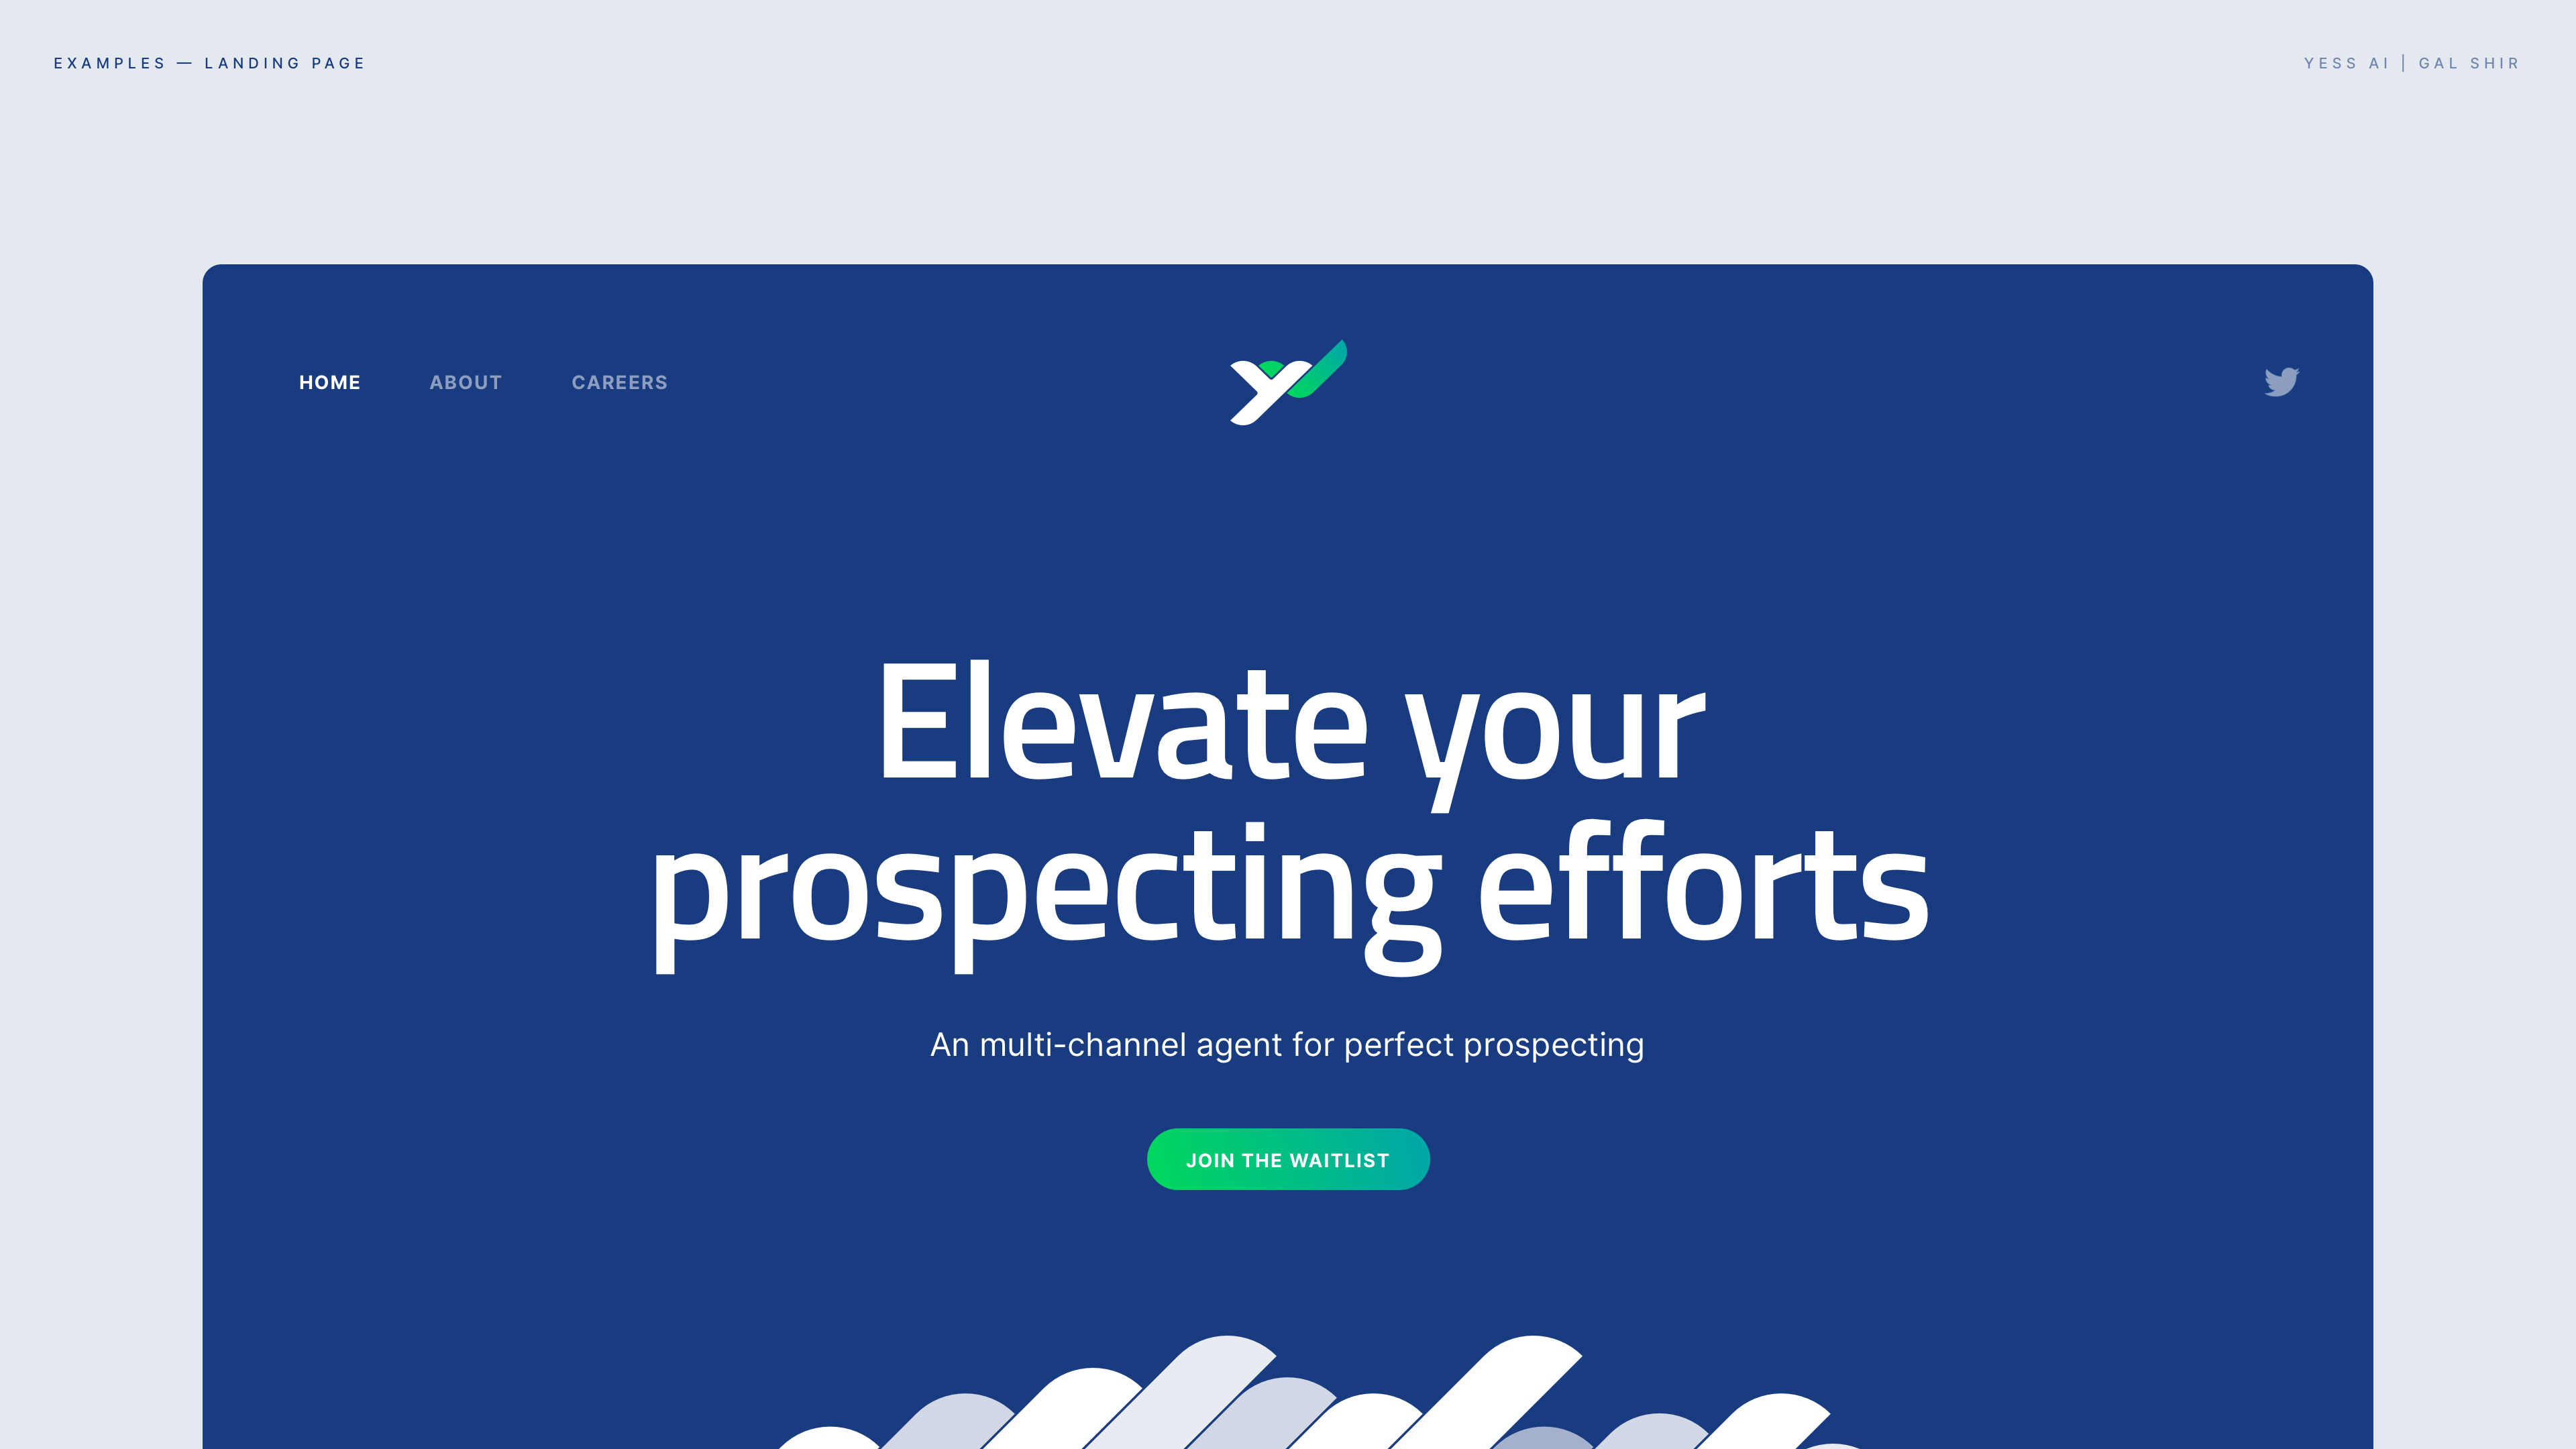 EXAMPLES — LANDING PAGE
YESS AI | GAL SHIR
HOME ABOUT CAREERS
Elevate your
prospecting efforts
An multi-channel agent for perfect prospecting
JOIN THE WAITLIST